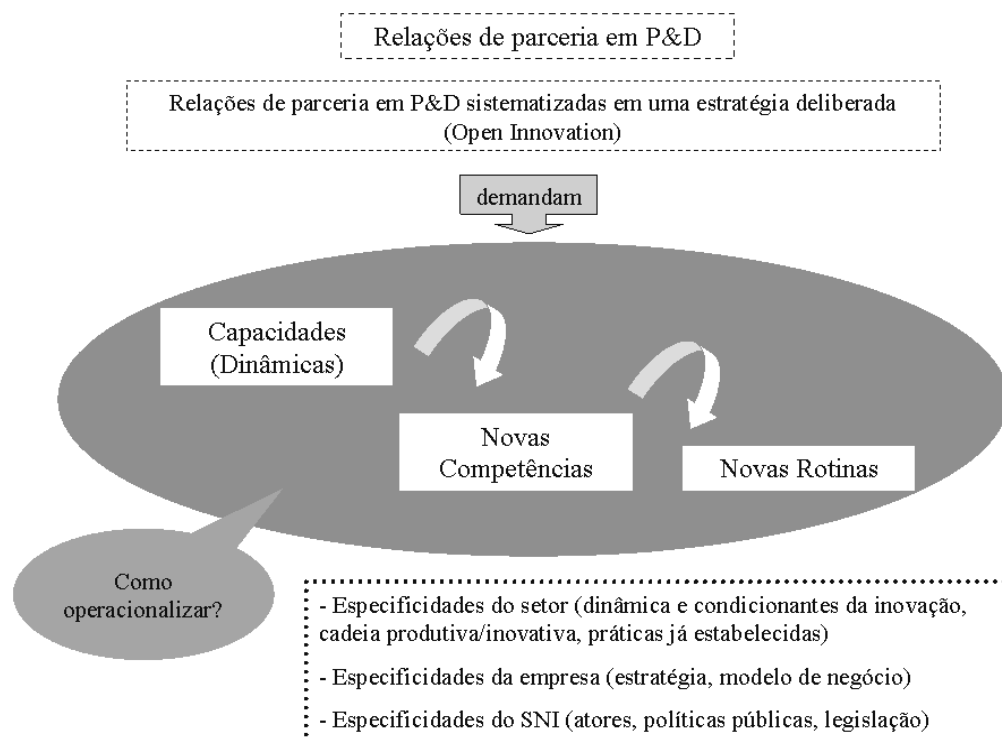 Relações de parceria em P&D
Relações de parceria em P&D sistematizadas em uma estratégia deliberada
(Open Innovation)
demandam
Capacidades
(Dinâmicas)
Novas
Competências
Novas Rotinas
Como
operacionalizar?
- Especificidades do setor (dinâmica e condicionantes da inovação,
cadeia produtiva/inovativa, práticas já estabelecidas)
- Especificidades da empresa (estratégia, modelo de negócio)
- Especificidades do SNI (atores, políticas públicas, legislação)